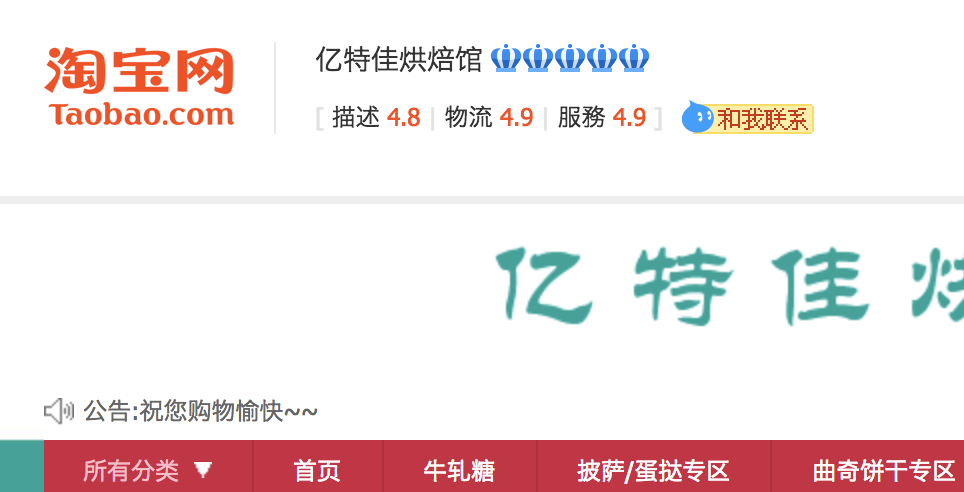 淘宝网
Taobao.com
亿特佳烘焙馆
[ 描述 4.8 | 物流 4.9 | 服務 4.9 ] 和我联系
亿特佳烘
公告:祝您购物愉快~~
所有分类 ▼ 首页 牛轧糖 披萨/蛋挞专区 曲奇饼干专区